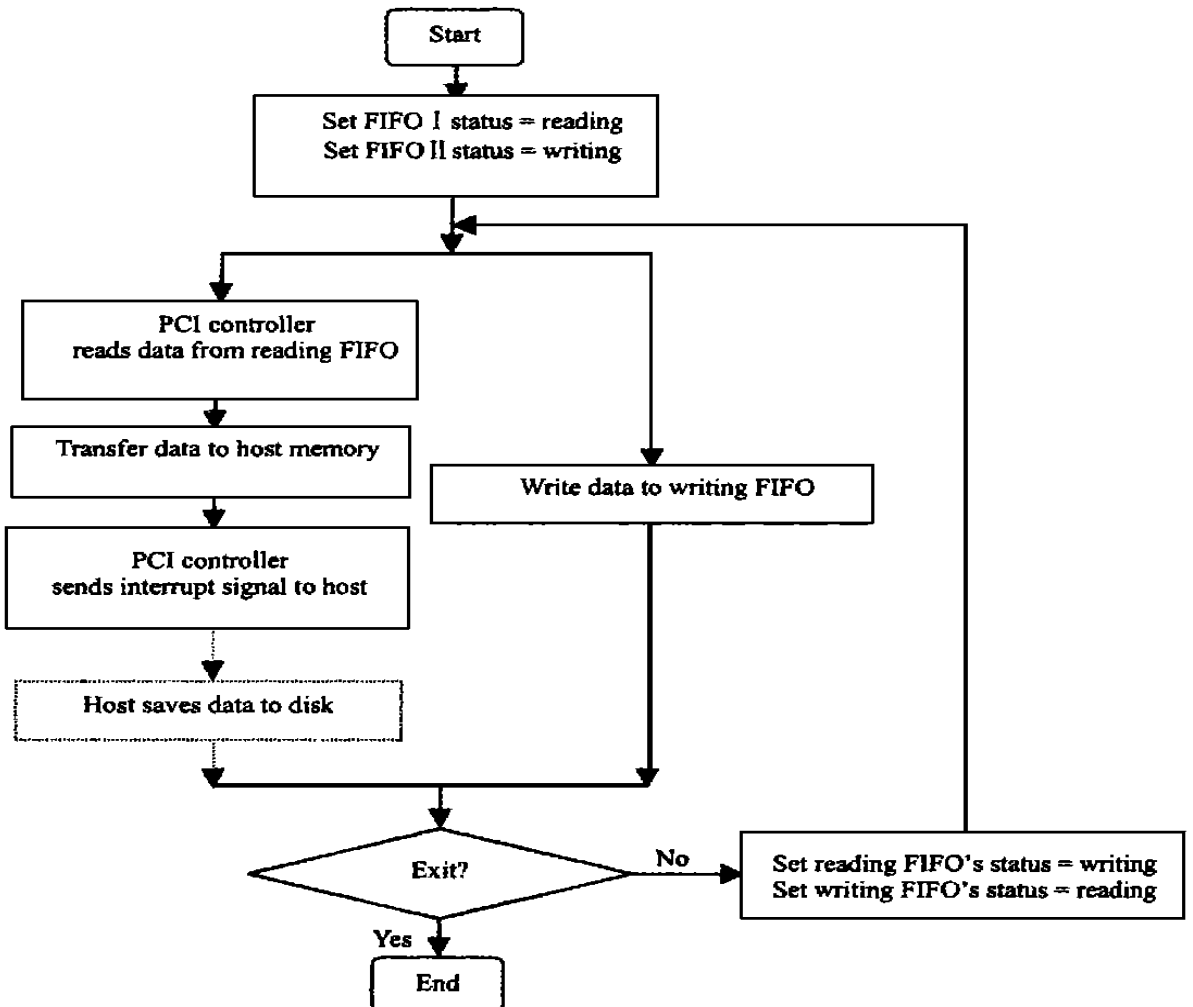 Start
Set FIFO Ⅰ status = reading
Set FIFO Ⅱ status = writing
PCI controller
reads data from reading FIFO
Transfer data to host memory
Write data to writing FIFO
PCI controller
sends interrupt signal to host
Host saves data to disk
Exit?
No
Set reading FIFO's status = writing
Set writing FIFO's status = reading
Yes
End